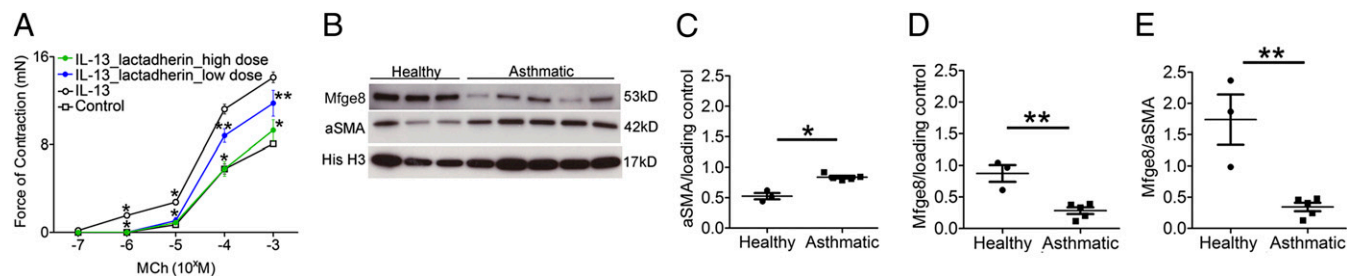 A
Force of Contraction (mN)
16
8
0
IL-13_lactadherin_high dose
IL-13_lactadherin_low dose
IL-13
Control
*
*
*
*
**
*
**
*
-7 -6 -5 -4 -3
MCh (10^xM)
B
Healthy Asthmatic
Mfge8 53kD
aSMA 42kD
His H3 17kD
C
aSMA/loading control
2.5
2.0
1.5
1.0
0.5
0.0
*
Healthy Asthmatic
D
Mfge8/loading control
2.5
2.0
1.5
1.0
0.5
0.0
**
Healthy Asthmatic
E
Mfge8/aSMA
2.5
2.0
1.5
1.0
0.5
0.0
**
Healthy Asthmatic